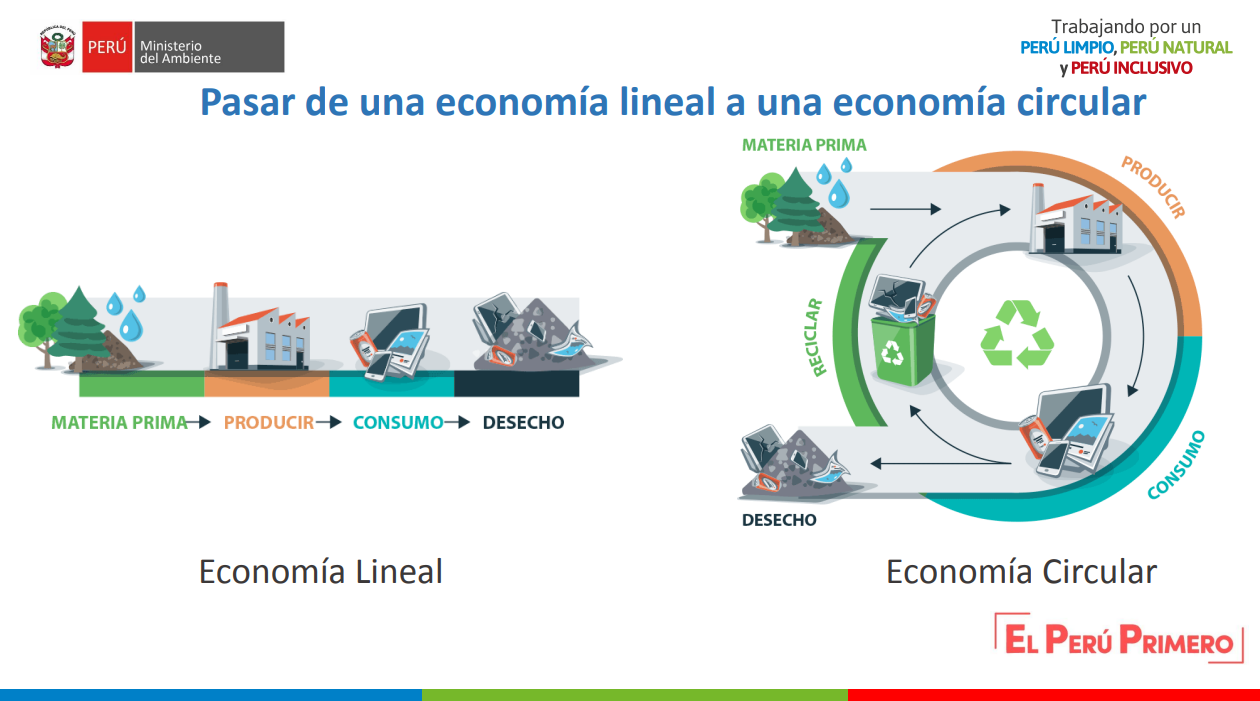 PERÚ
Ministerio
del Ambiente
Trabajando por un
PERÚ LIMPIO, PERÚ NATURAL
y PERÚ INCLUSIVO
Pasar de una economía lineal a una economía circular
MATERIA PRIMA
PRODUCIR
CONSUMO
DESECHO
Economía Lineal
MATERIA PRIMA
PRODUCIR
RECICLAR
CONSUMO
DESECHO
Economía Circular
EL PERÚ PRIMERO